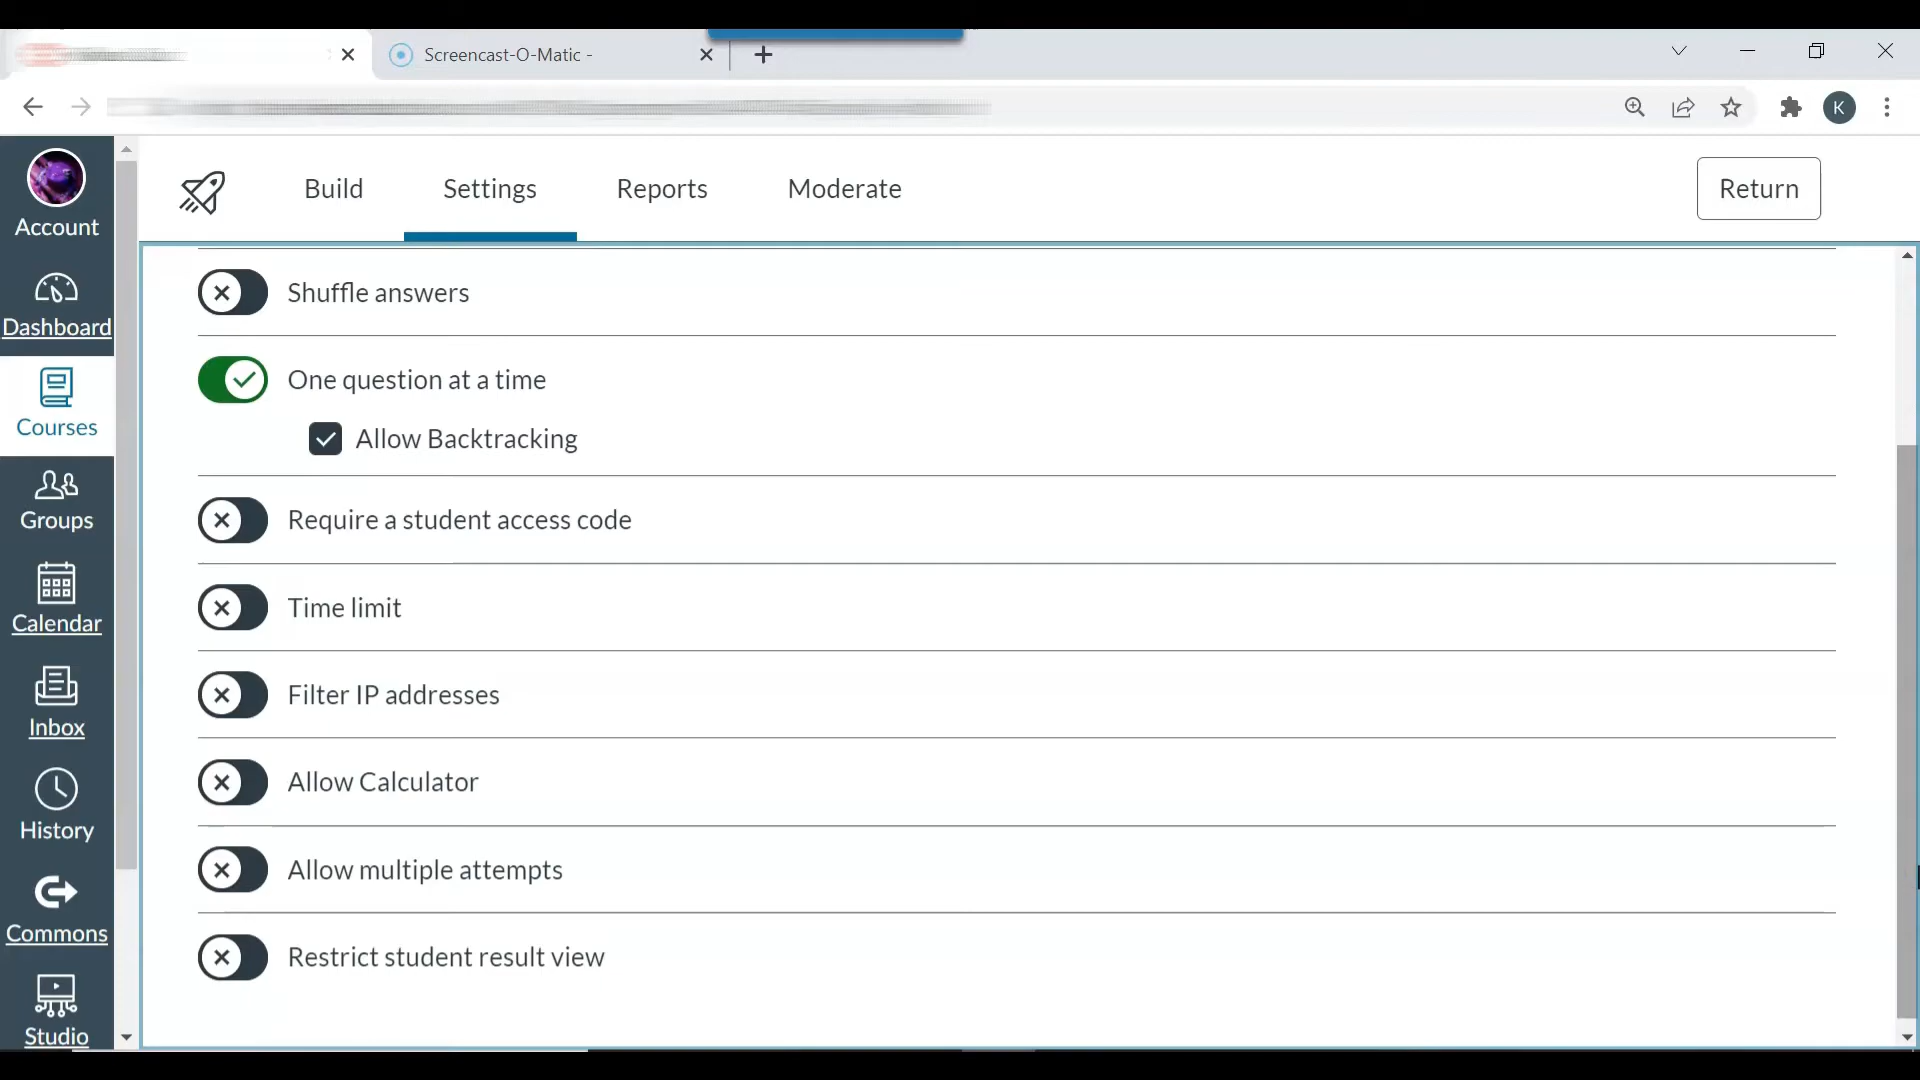 Screencast-O-Matic -
K
Account
Dashboard
Courses
Groups
Calendar
Inbox
History
Commons
Studio
Build
Settings
Reports
Moderate
Return
Shuffle answers
One question at a time
Allow Backtracking
Require a student access code
Time limit
Filter IP addresses
Allow Calculator
Allow multiple attempts
Restrict student result view